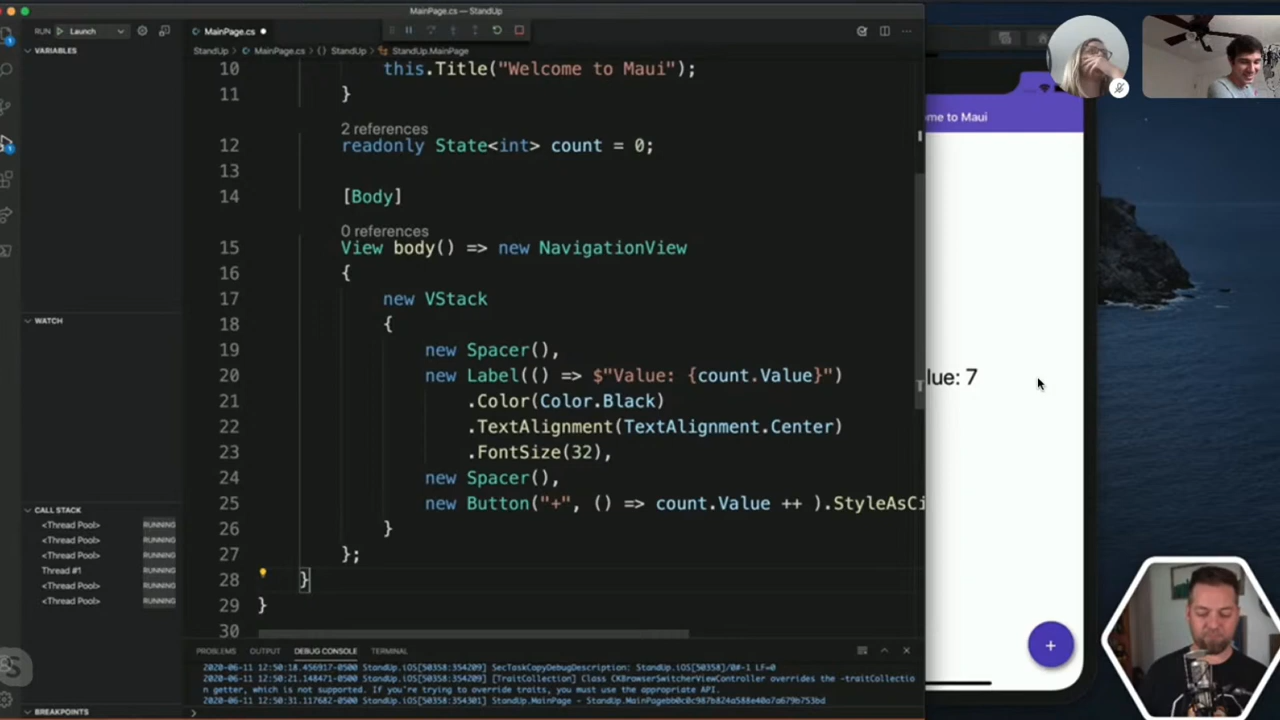 MainPage.cs — StandUp
RUN Launch
MainPage.cs
VARIABLES
StandUp MainPage.cs {} StandUp StandUp.MainPage
10 this.Title("Welcome to Maui");
11 }
2 references
12 readonly State<int> count = 0;
13
14 [Body]
0 references
15 View body() => new NavigationView
16 {
17 new VStack
18 {
19 new Spacer(),
20 new Label(() => $"Value: {count.Value}")
21 .Color(Color.Black)
22 .TextAlignment(TextAlignment.Center)
23 .FontSize(32),
24 new Spacer(),
25 new Button("+", () => count.Value ++ ).StyleAsCi
26 }
27 };
28 }
29 }
30
WATCH
CALL STACK
<Thread Pool> RUNNING
<Thread Pool> RUNNING
<Thread Pool> RUNNING
Thread #1 RUNNING
<Thread Pool> RUNNING
<Thread Pool> RUNNING
BREAKPOINTS
PROBLEMS OUTPUT DEBUG CONSOLE TERMINAL
2020-06-11 12:50:18.456917-0500 StandUp.iOS[50358:354209] SecTaskCopyDebugDescription: StandUp.iOS[50358]/0#-1 LF=0
2020-06-11 12:50:21.148471-0500 StandUp.iOS[50358:354209] [TraitCollection] Class CKBrowserSwitcherViewController overrides the -traitCollectio
n getter, which is not supported. If you're trying to override traits, you must use the appropriate API.
2020-06-11 12:50:31.117682-0500 StandUp.iOS[50358:354301] StandUp.MainPage - StandUp.MainPage
me to Maui
lue: 7
+